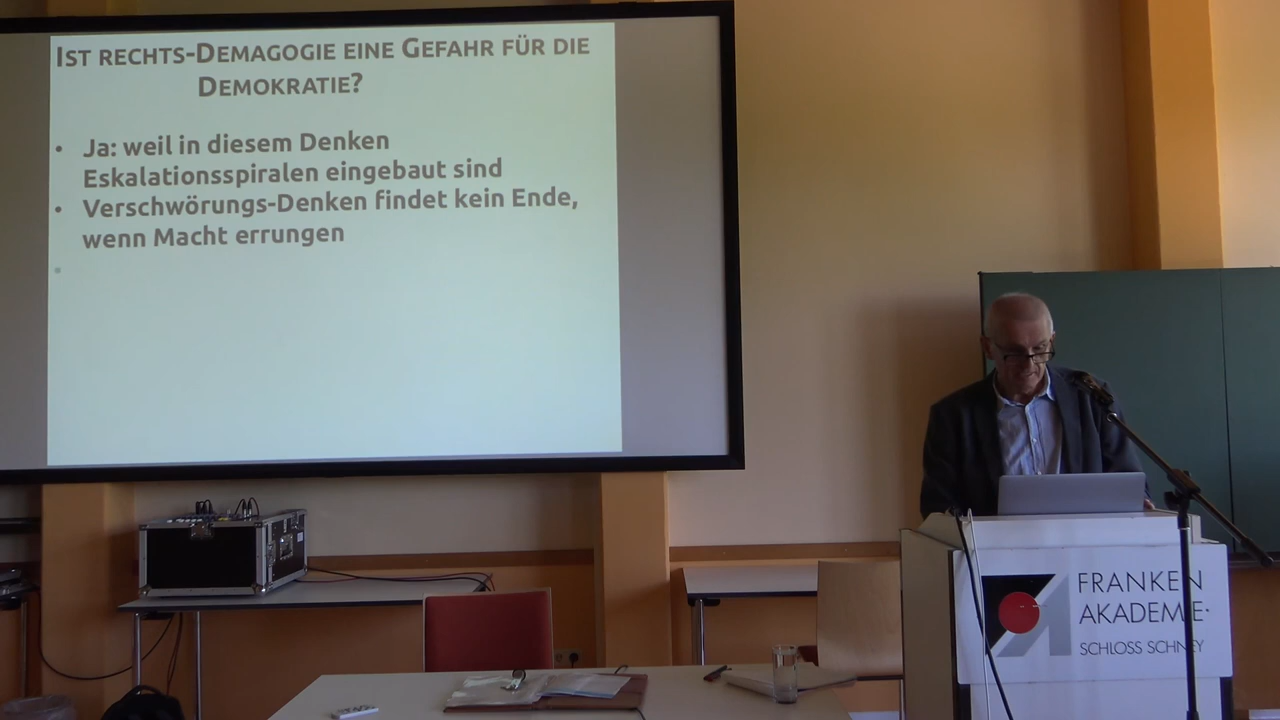 IST RECHTS-DEMAGOGIE EINE GEFAHR FÜR DIE
DEMOKRATIE?
• Ja: weil in diesem Denken
Eskalationsspiralen eingebaut sind
• Verschwörungs-Denken findet kein Ende,
wenn Macht errungen
•
FRANKEN
AKADEMIE
SCHLOSS SCHNEY